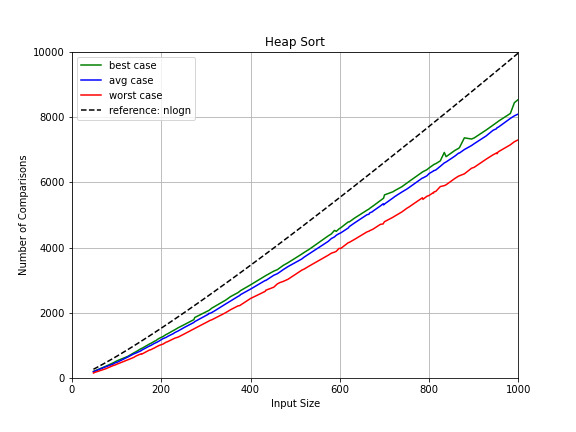 Heap Sort
10000
8000
6000
4000
2000
0
Number of Comparisons
best case
avg case
worst case
reference: nlogn
0 200 400 600 800 1000
Input Size